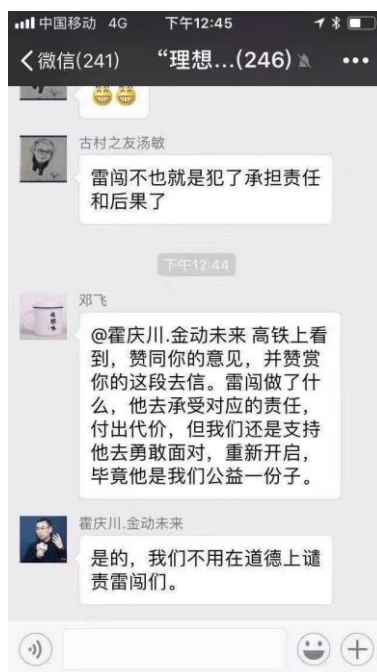 中国移动 4G 下午12:45
微信(241) “理想...(246)
古村之友汤敏
雷闯不也就是犯了承担责任
和后果了
下午12:44
邓飞
@霍庆川.金动未来 高铁上看
到，赞同你的意见，并赞赏
你的这段去信。雷闯做了什
么，他去承受对应的责任，
付出代价，但我们还是支持
他去勇敢面对，重新开启，
毕竟他是我们公益一份子。
霍庆川.金动未来
是的，我们不用在道德上谴
责雷闯们。